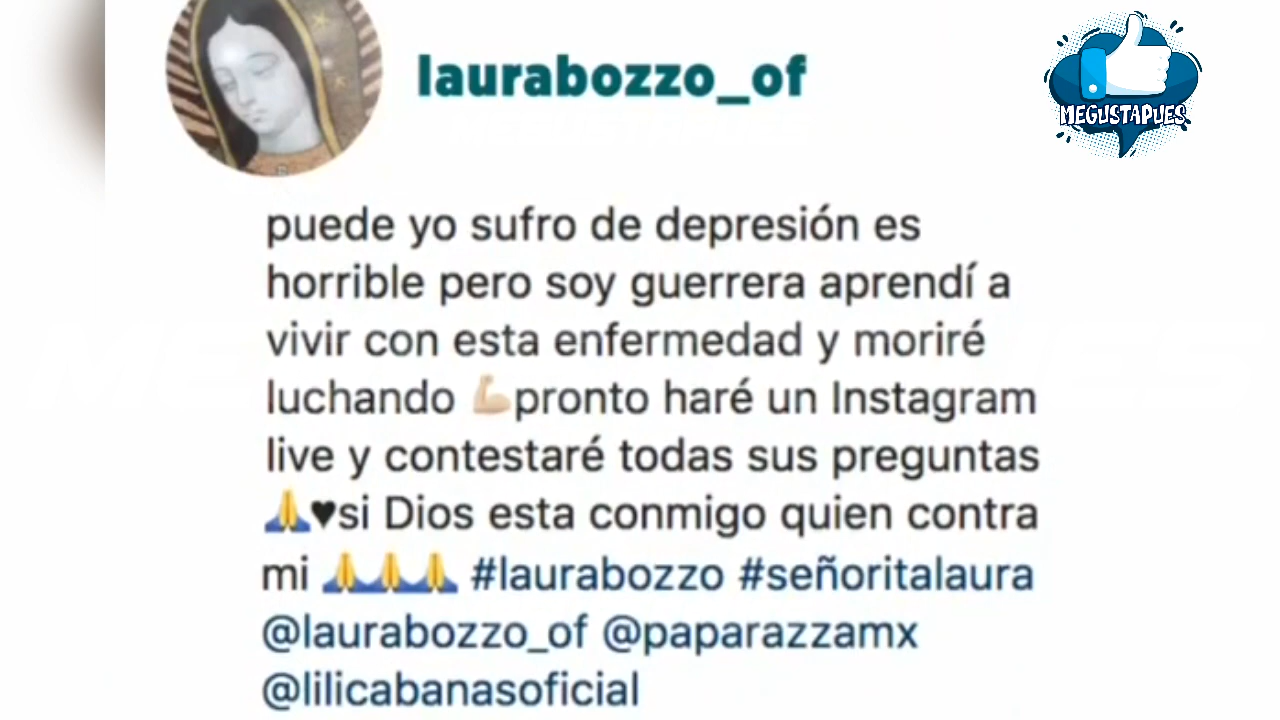 laurabozzo_of
MEGUSTAPUES
puede yo sufro de depresión es
horrible pero soy guerrera aprendí a
vivir con esta enfermedad y moriré
luchando 💪🏼pronto haré un Instagram
live y contestaré todas sus preguntas
🙏♥si Dios esta conmigo quien contra
mi 🙏🙏🙏 #laurabozzo #señoritalaura
@laurabozzo_of @paparazzamx
@lilicabanasoficial